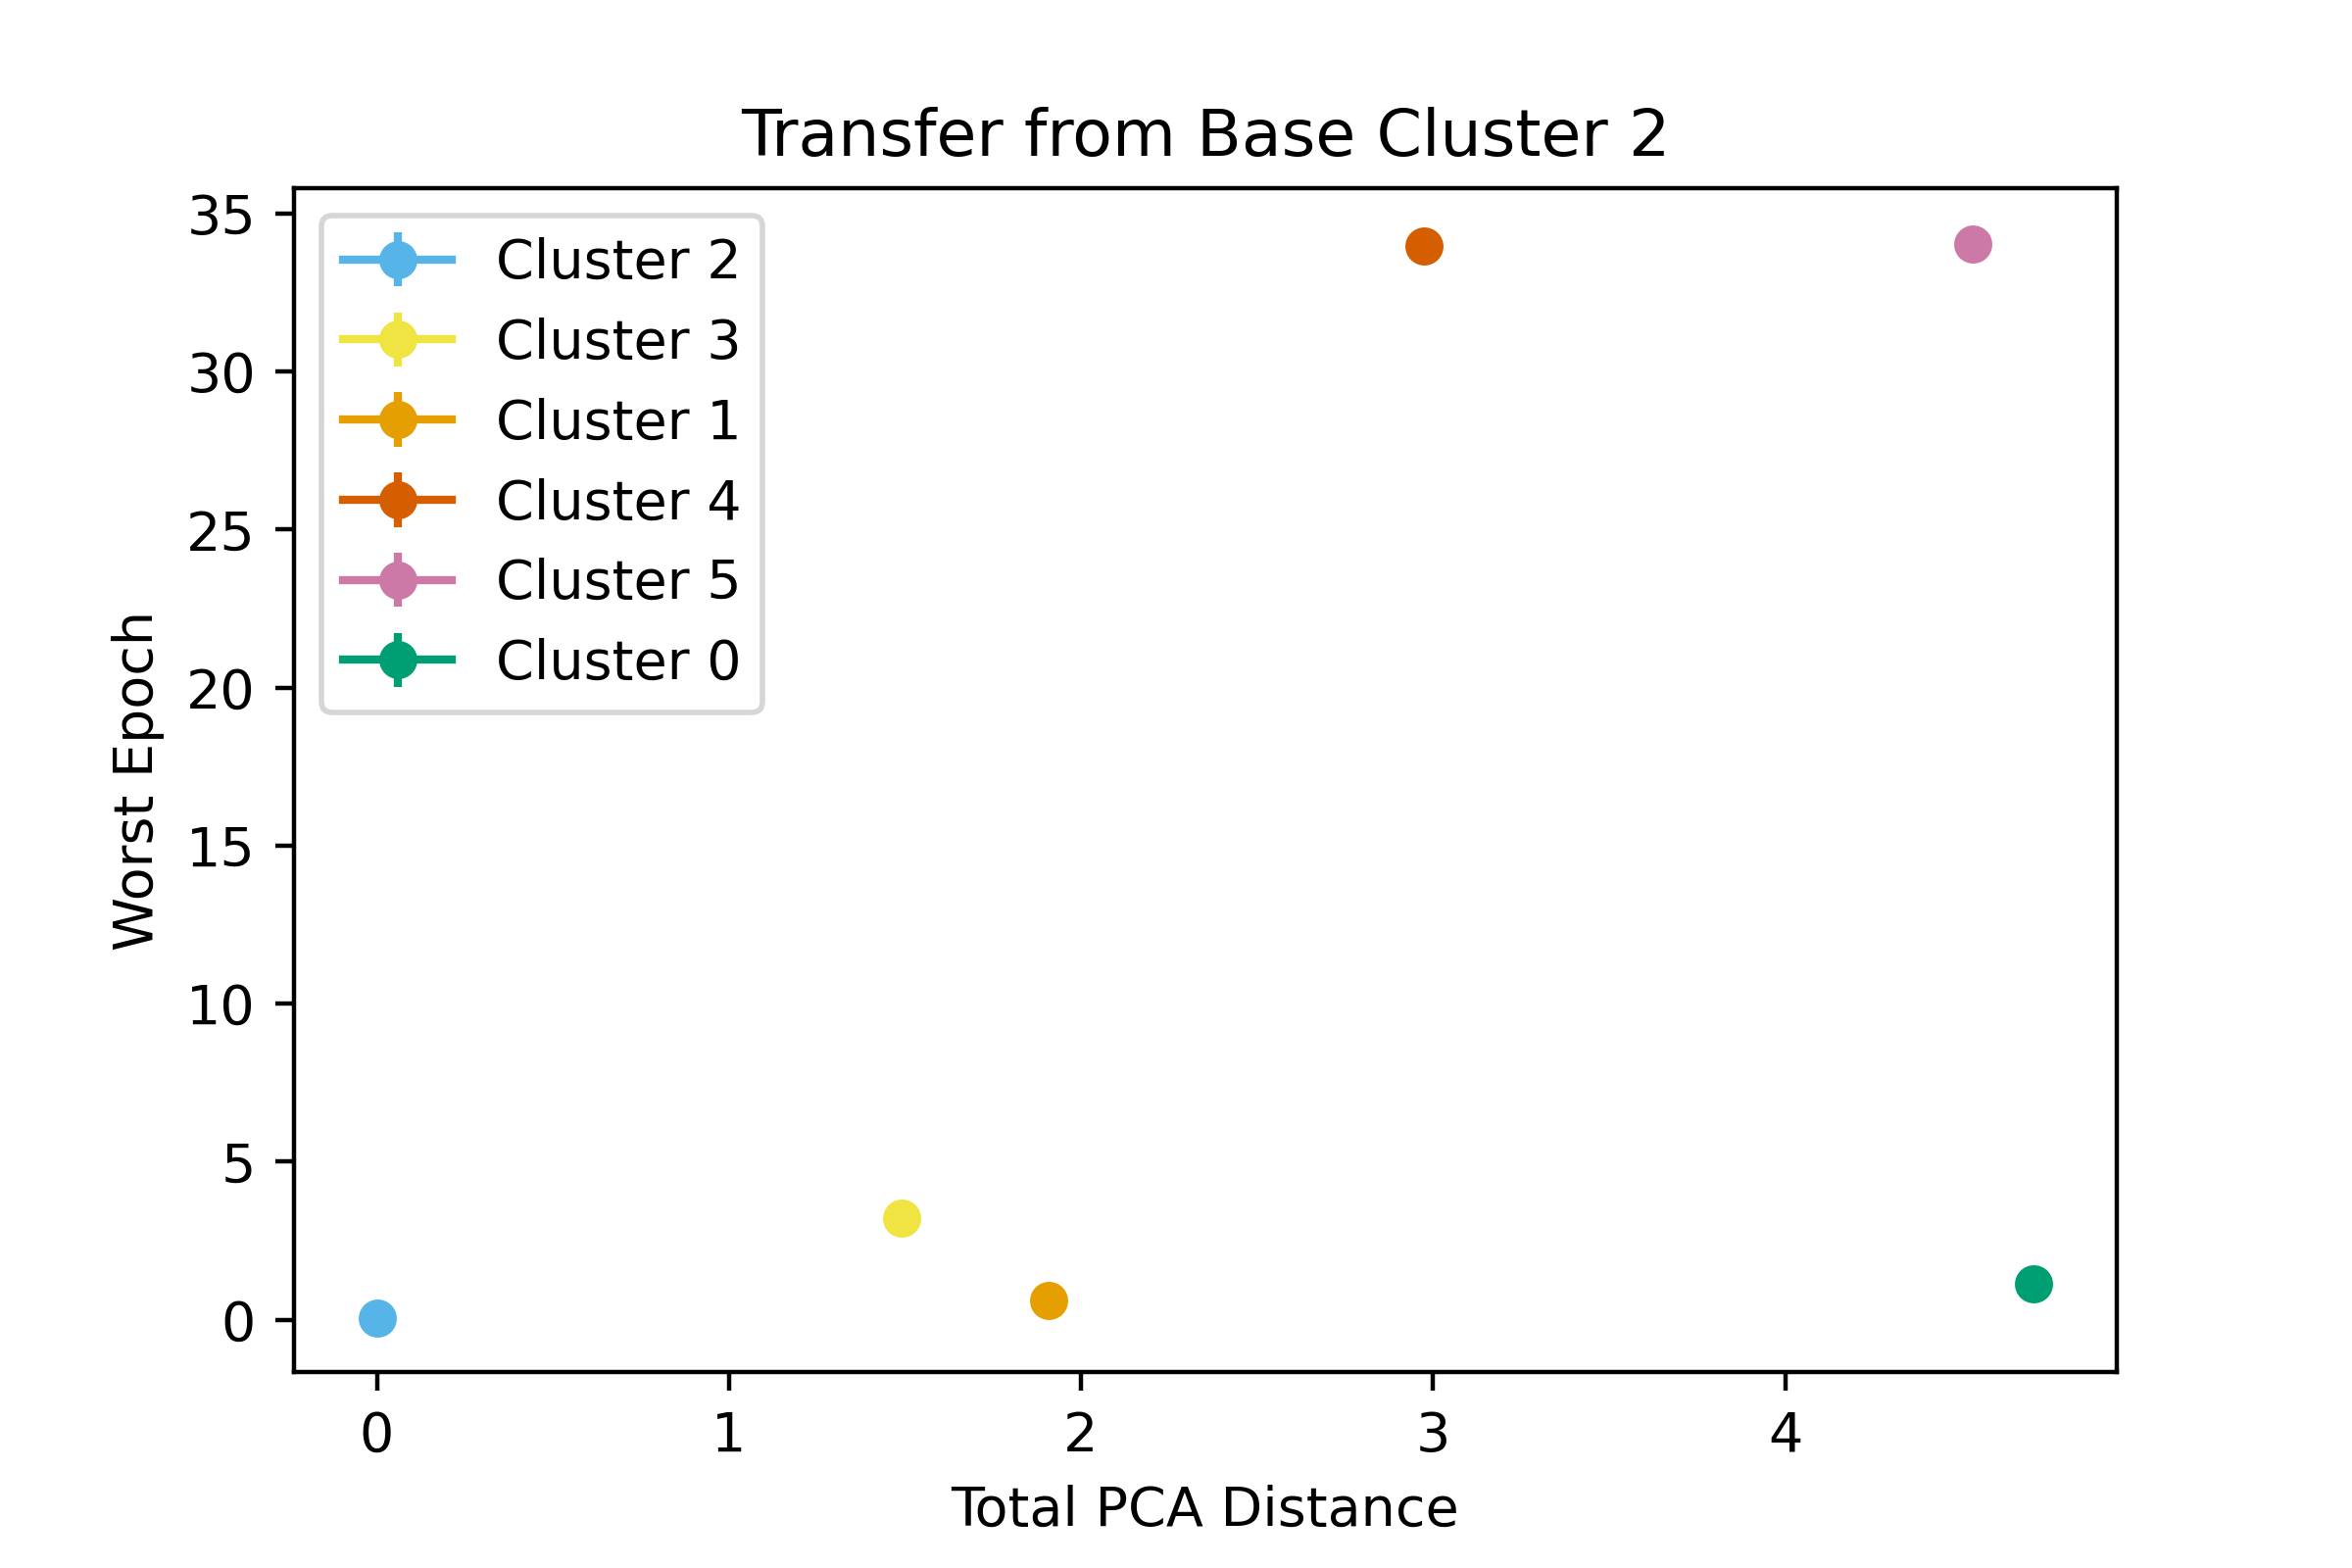 Transfer from Base Cluster 2
35
30
25
20
15
10
5
0
Worst Epoch
Cluster 2
Cluster 3
Cluster 1
Cluster 4
Cluster 5
Cluster 0
0 1 2 3 4
Total PCA Distance